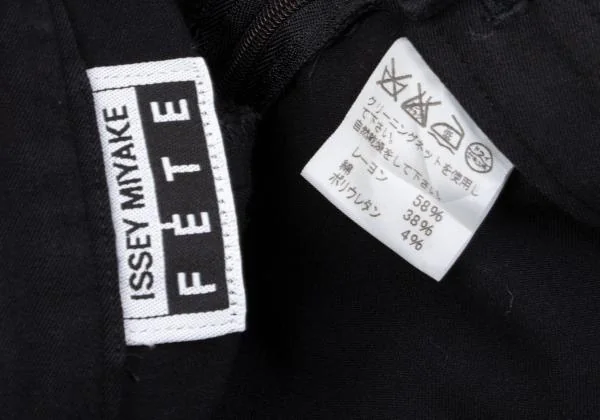 ISSEY MIYAKE
FÊTE
クリーニングネットを使用し
て下さい。
自然乾燥をして下さい。
レーヨン 58%
綿 38%
ポリウレタン 4%